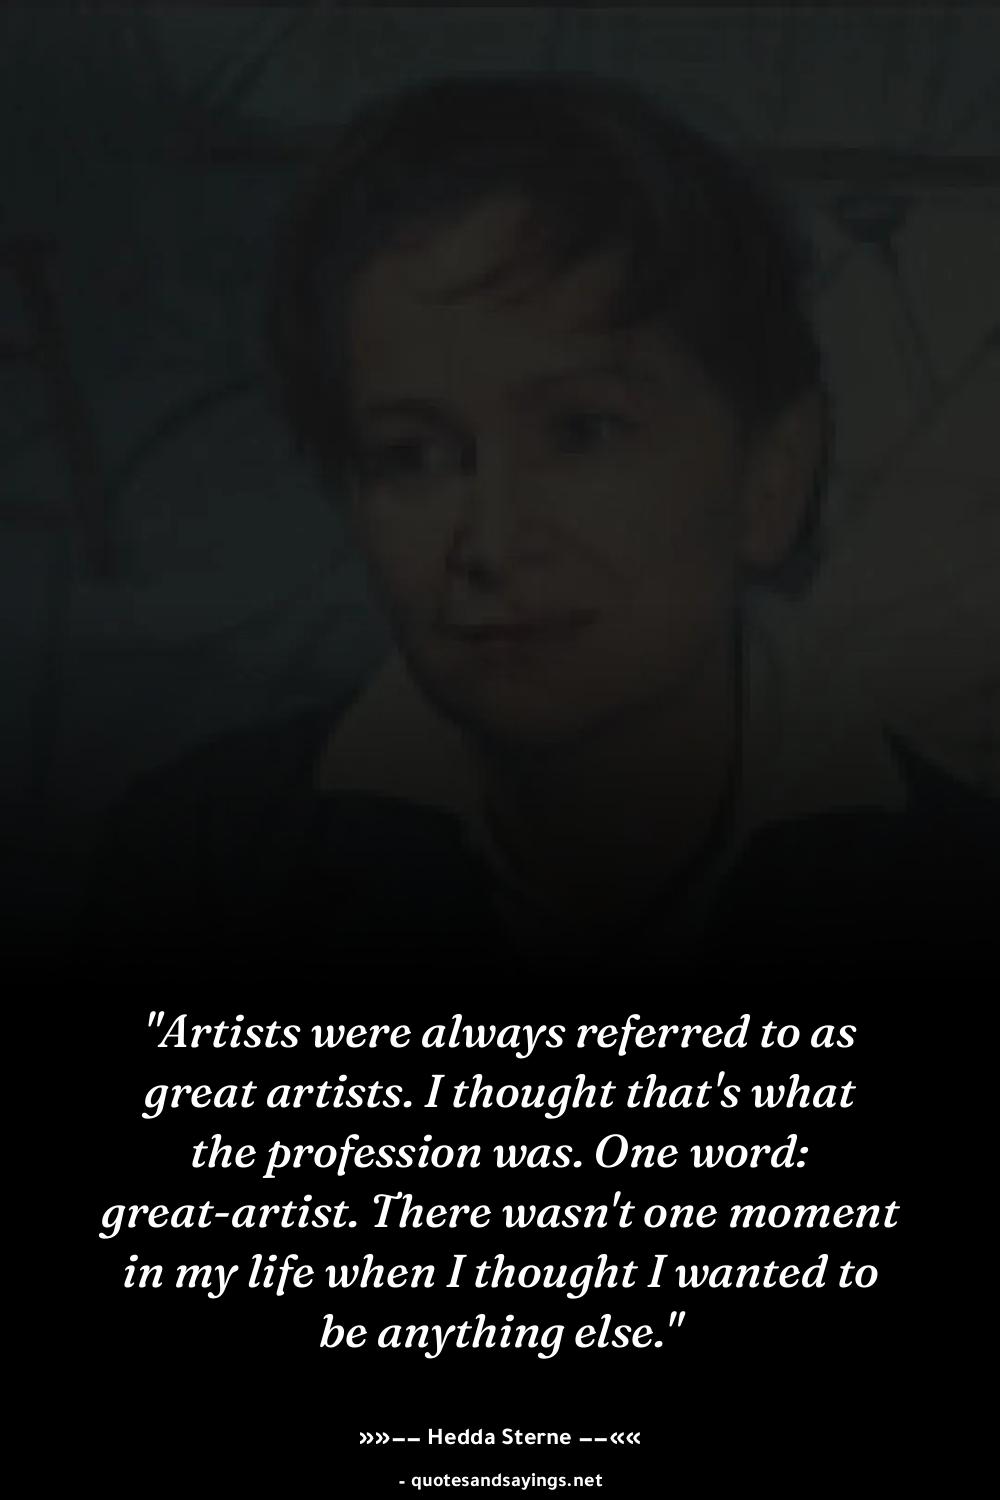 "Artists were always referred to as
great artists. I thought that's what
the profession was. One word:
great-artist. There wasn't one moment
in my life when I thought I wanted to
be anything else."
»»–– Hedda Sterne ––««
- quotesandsayings.net